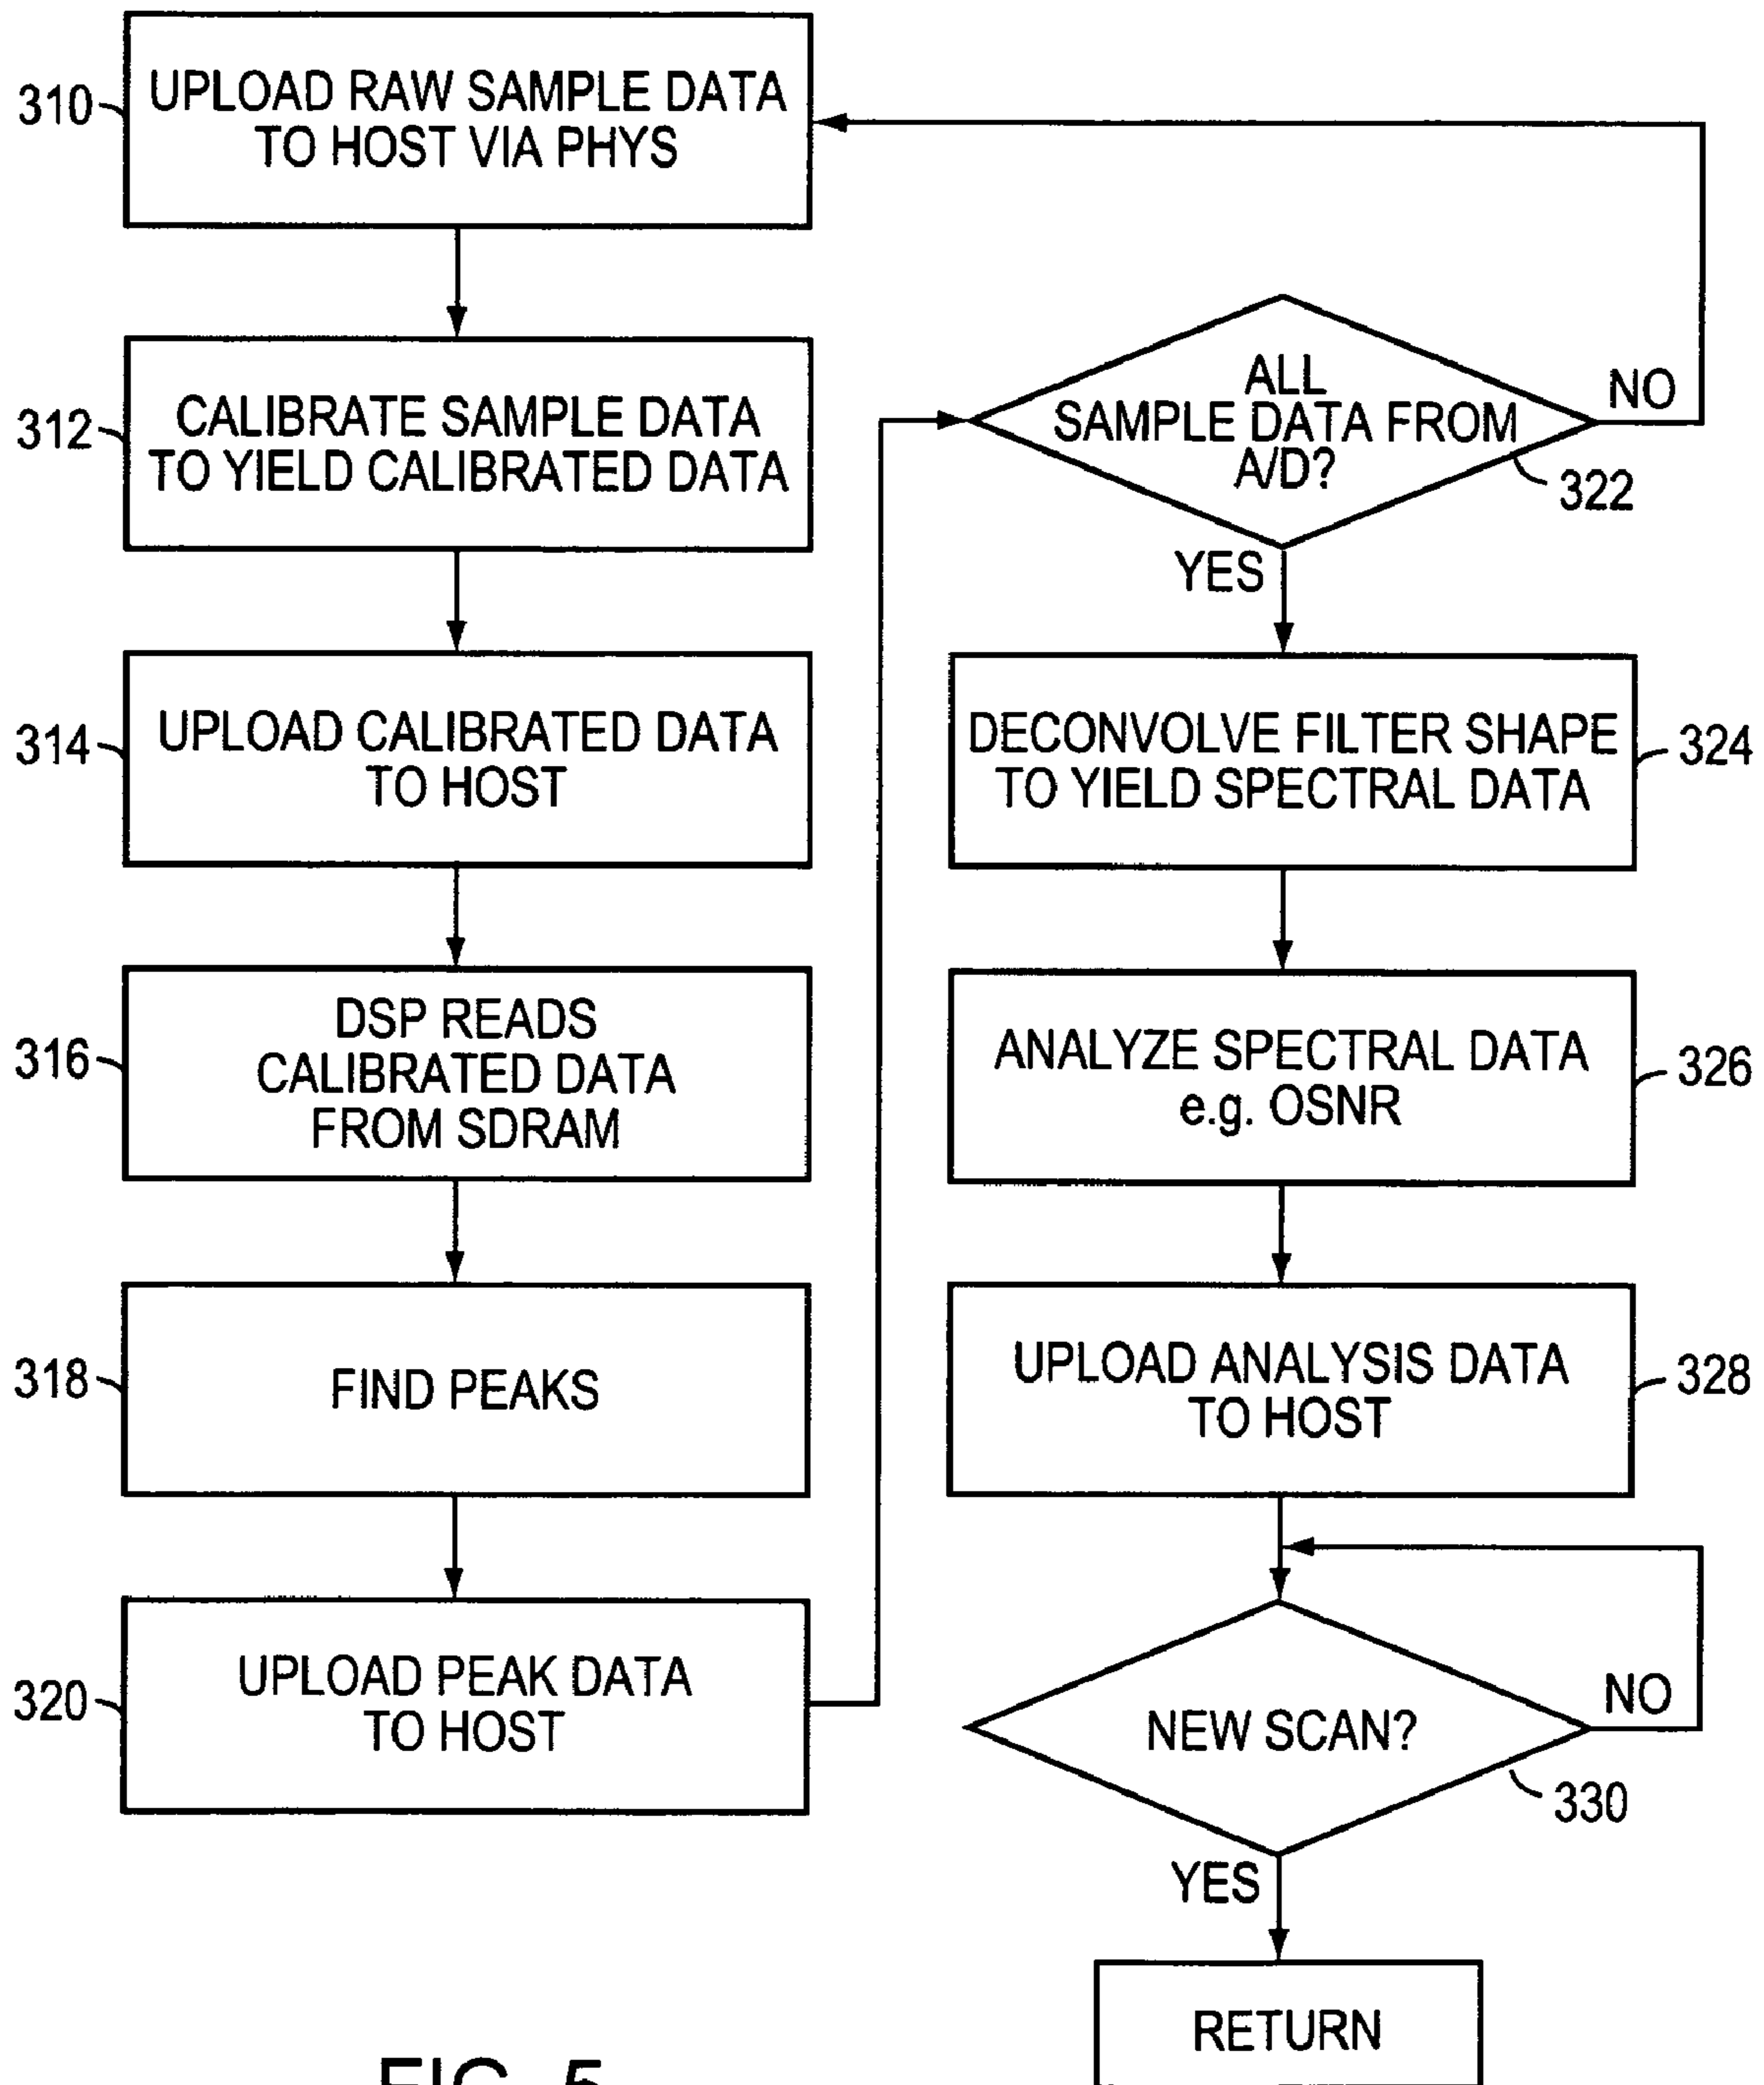 310
UPLOAD RAW SAMPLE DATA
TO HOST VIA PHYS
312
CALIBRATE SAMPLE DATA
TO YIELD CALIBRATED DATA
314
UPLOAD CALIBRATED DATA
TO HOST
316
DSP READS
CALIBRATED DATA
FROM SDRAM
318
FIND PEAKS
320
UPLOAD PEAK DATA
TO HOST
ALL
SAMPLE DATA FROM
A/D?
NO
322
YES
DECONVOLVE FILTER SHAPE
TO YIELD SPECTRAL DATA
324
ANALYZE SPECTRAL DATA
e.g. OSNR
326
UPLOAD ANALYSIS DATA
TO HOST
328
NEW SCAN?
NO
330
YES
RETURN
FIG. 5